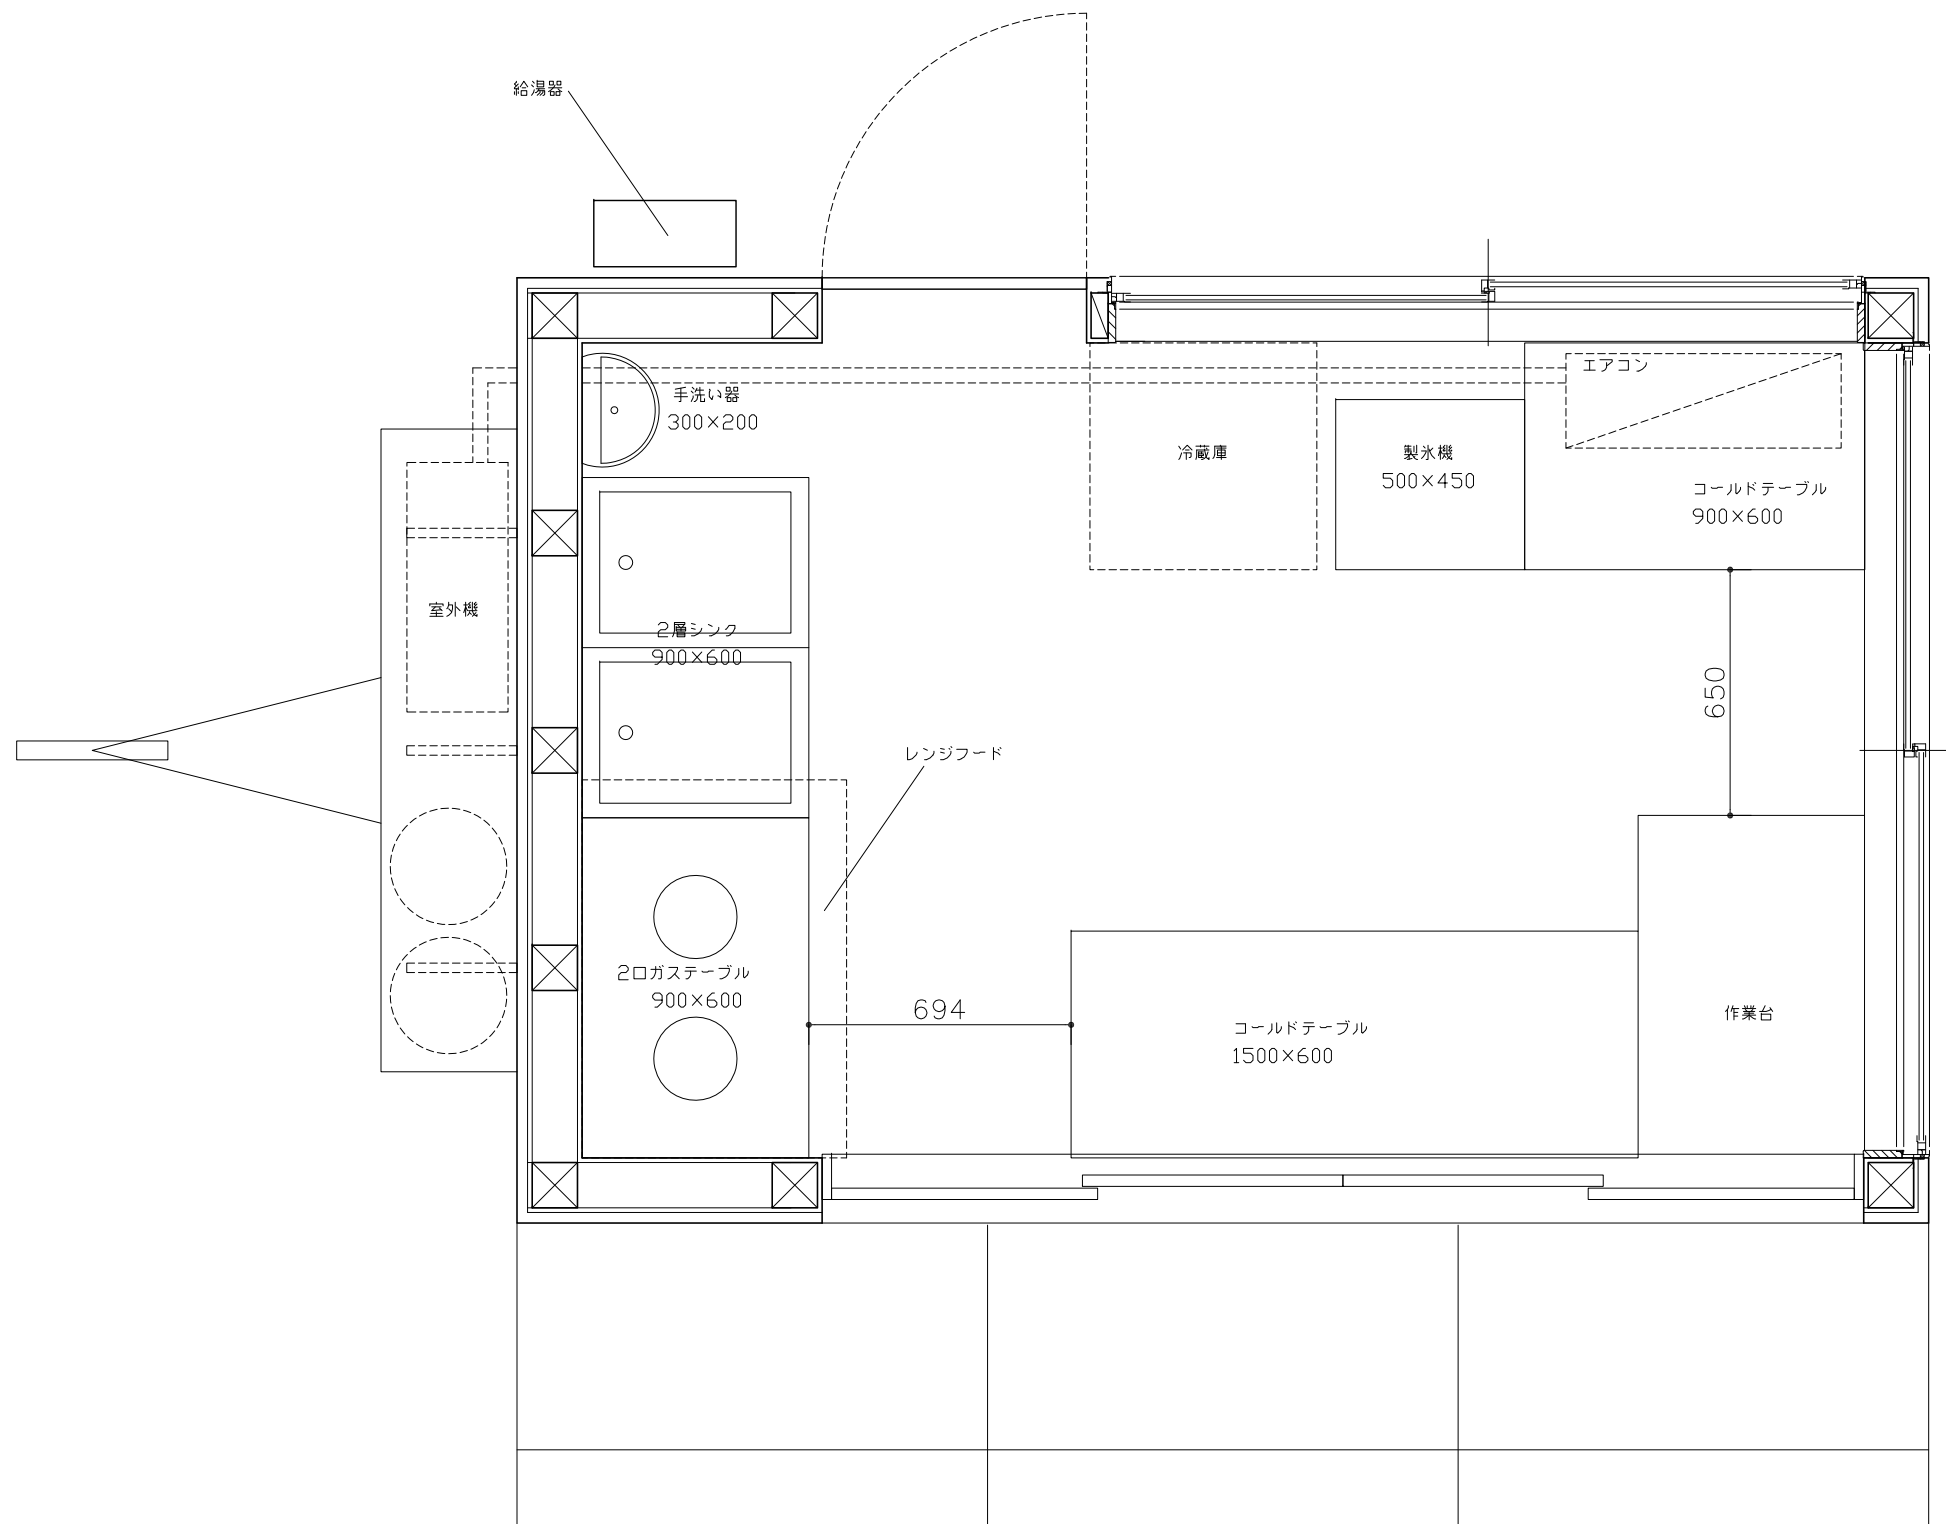 給湯器
エアコン
手洗い器
300×200
冷蔵庫
製氷機
500×450
コールドテーブル
900×600
室外機
2層シンク
900×600
650
レンジフード
2口ガステーブル
900×600
694
コールドテーブル
1500×600
作業台